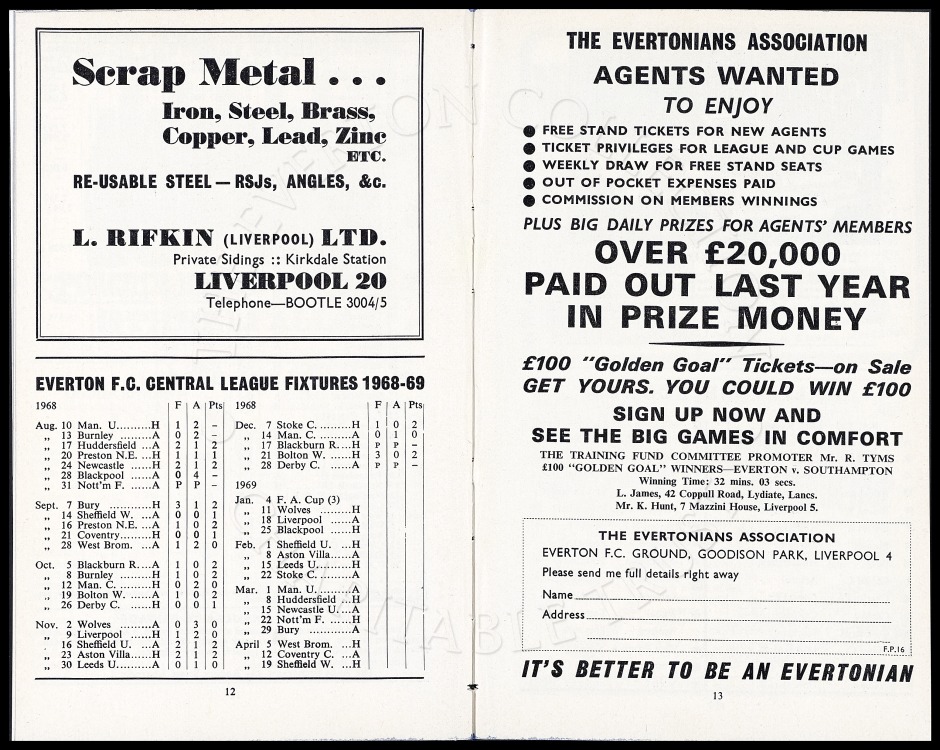 Scrap Metal . . .
Iron, Steel, Brass,
Copper, Lead, Zinc
ETC.
RE-USABLE STEEL — RSJs, ANGLES, &c.
L. RIFKIN (LIVERPOOL) LTD.
Private Sidings :: Kirkdale Station
LIVERPOOL 20
Telephone—BOOTLE 3004/5
EVERTON F.C. CENTRAL LEAGUE FIXTURES 1968-69
1968 F A Pts
Aug. 10 Man. U. ........H 1 2 –
„ 13 Burnley .........A 0 2 –
„ 17 Huddersfield ...A 2 1 2
„ 20 Preston N.E. ...H 1 1 1
„ 24 Newcastle ......H 2 1 2
„ 28 Blackpool ......A 0 4 –
„ 31 Nott'm F. ......A P P –
Sept. 7 Bury ............H 3 1 2
„ 14 Sheffield W. ...A 0 0 1
„ 16 Preston N.E. ...A 1 0 2
„ 21 Coventry.........H 0 0 1
„ 28 West Brom. ...A 1 2 0
Oct. 5 Blackburn R....A 1 0 2
„ 8 Burnley .........H 1 0 2
„ 12 Man. C. .........H 0 2 0
„ 19 Bolton W. ......A 1 0 2
„ 26 Derby C. ......H 0 0 1
Nov. 2 Wolves .........A 0 3 0
„ 9 Liverpool ......H 1 2 0
„ 16 Sheffield U. ...A 2 1 2
„ 23 Aston Villa......H 2 1 2
„ 30 Leeds U..........A 0 1 0
1968 F A Pts
Dec. 7 Stoke C. .........H 1 0 2
„ 14 Man. C. .........A 0 1 0
„ 17 Blackburn R. ...H P P –
„ 21 Bolton W. ......H 3 0 2
„ 28 Derby C. ......A P P –
1969
Jan. 4 F. A. Cup (3)
„ 11 Wolves .........H
„ 18 Liverpool ......A
„ 25 Blackpool ......H
Feb. 1 Sheffield U. ...H
„ 8 Aston Villa......A
„ 15 Leeds U..........H
„ 22 Stoke C. .........A
Mar. 1 Man. U. .........A
„ 8 Huddersfield ...H
„ 15 Newcastle U....A
„ 22 Nott'm F. ......H
„ 29 Bury ............A
April 5 West Brom. ...H
„ 12 Coventry C. ...A
„ 19 Sheffield W. ...H
12
THE EVERTONIANS ASSOCIATION
AGENTS WANTED
TO ENJOY
● FREE STAND TICKETS FOR NEW AGENTS
● TICKET PRIVILEGES FOR LEAGUE AND CUP GAMES
● WEEKLY DRAW FOR FREE STAND SEATS
● OUT OF POCKET EXPENSES PAID
● COMMISSION ON MEMBERS WINNINGS
PLUS BIG DAILY PRIZES FOR AGENTS' MEMBERS
OVER £20,000
PAID OUT LAST YEAR
IN PRIZE MONEY
£100 "Golden Goal" Tickets—on Sale
GET YOURS. YOU COULD WIN £100
SIGN UP NOW AND
SEE THE BIG GAMES IN COMFORT
THE TRAINING FUND COMMITTEE PROMOTER Mr. R. TYMS
£100 "GOLDEN GOAL" WINNERS—EVERTON v. SOUTHAMPTON
Winning Time: 32 mins. 03 secs.
L. James, 42 Coppull Road, Lydiate, Lancs.
Mr. K. Hunt, 7 Mazzini House, Liverpool 5.
THE EVERTONIANS ASSOCIATION
EVERTON F.C. GROUND, GOODISON PARK, LIVERPOOL 4
Please send me full details right away
Name
Address
F.P.16
IT'S BETTER TO BE AN EVERTONIAN
13